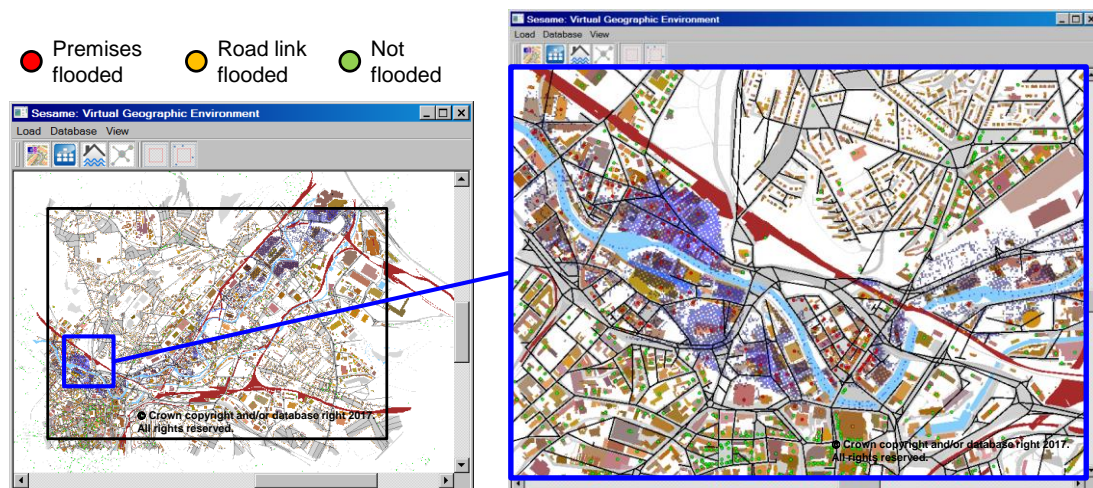 Premises
flooded
Road link
flooded
Not
flooded
Sesame: Virtual Geographic Environment
Load Database View
© Crown copyright and/or database right 2017.
All rights reserved.
Sesame: Virtual Geographic Environment
Load Database View
© Crown copyright and/or database right 2017.
All rights reserved.